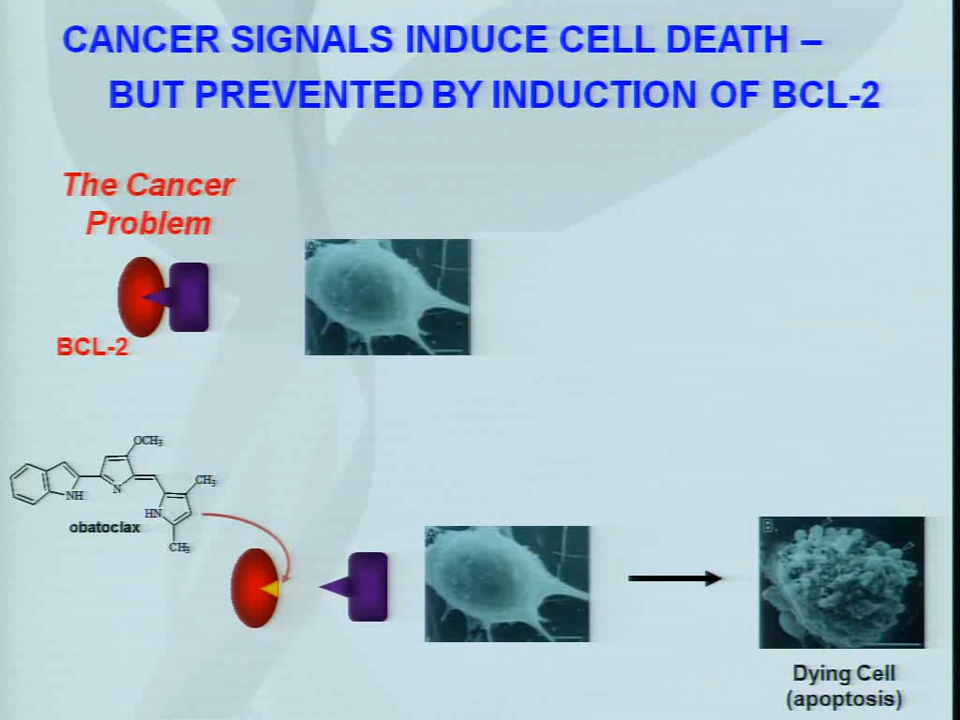 CANCER SIGNALS INDUCE CELL DEATH –
BUT PREVENTED BY INDUCTION OF BCL-2
The Cancer
Problem
BCL-2
OCH3
CH3
N
NH
HN
CH3
obatoclax
B.
Dying Cell
(apoptosis)